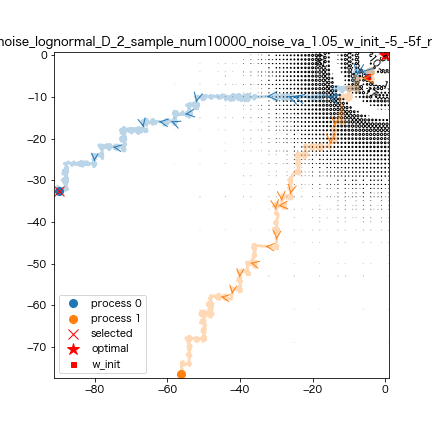 noise_lognormal_D_2_sample_num10000_noise_va_1.05_w_init_-5_-5f_r
0
−10
−20
−30
−40
−50
−60
−70
process 0
process 1
selected
optimal
w_init
−80 −60 −40 −20 0